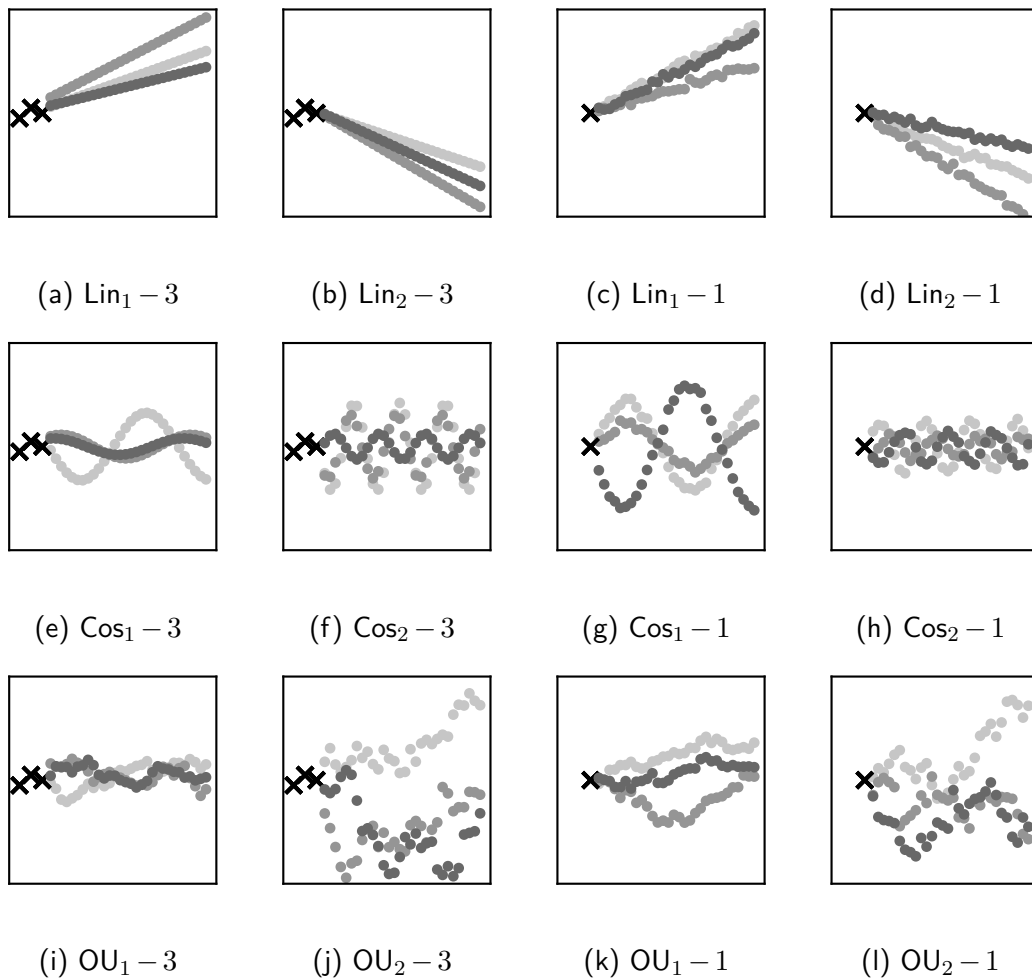 (a) Lin₁ − 3
(b) Lin₂ − 3
(c) Lin₁ − 1
(d) Lin₂ − 1
(e) Cos₁ − 3
(f) Cos₂ − 3
(g) Cos₁ − 1
(h) Cos₂ − 1
(i) OU₁ − 3
(j) OU₂ − 3
(k) OU₁ − 1
(l) OU₂ − 1